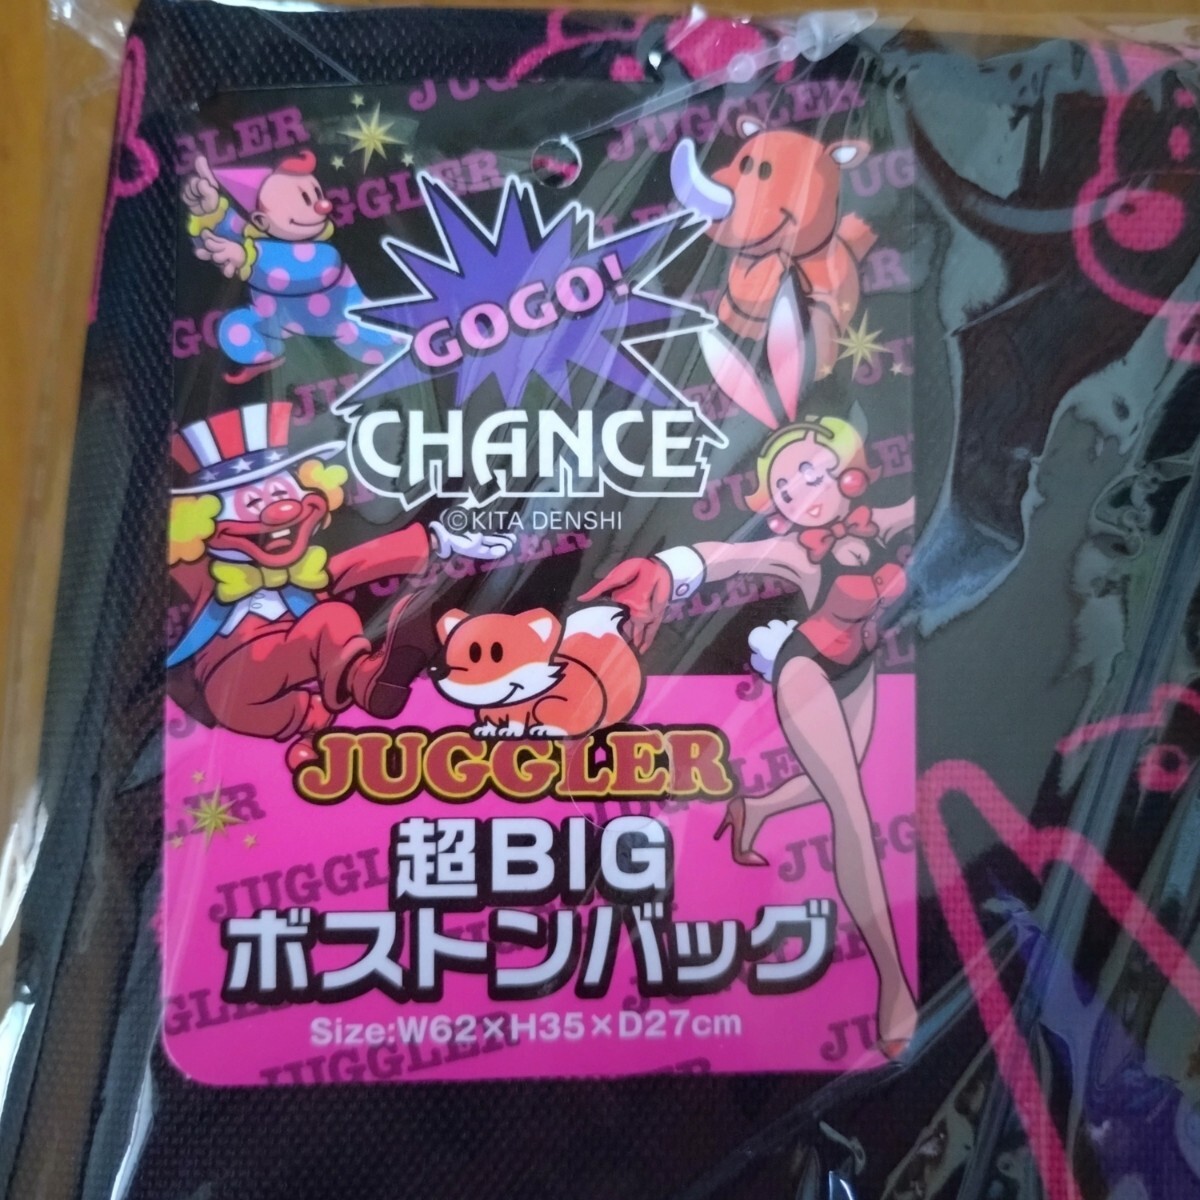 GOGO!
CHANCE
©KITA DENSHI
JUGGLER
超BIG
ボストンバッグ
Size:W62×H35×D27cm